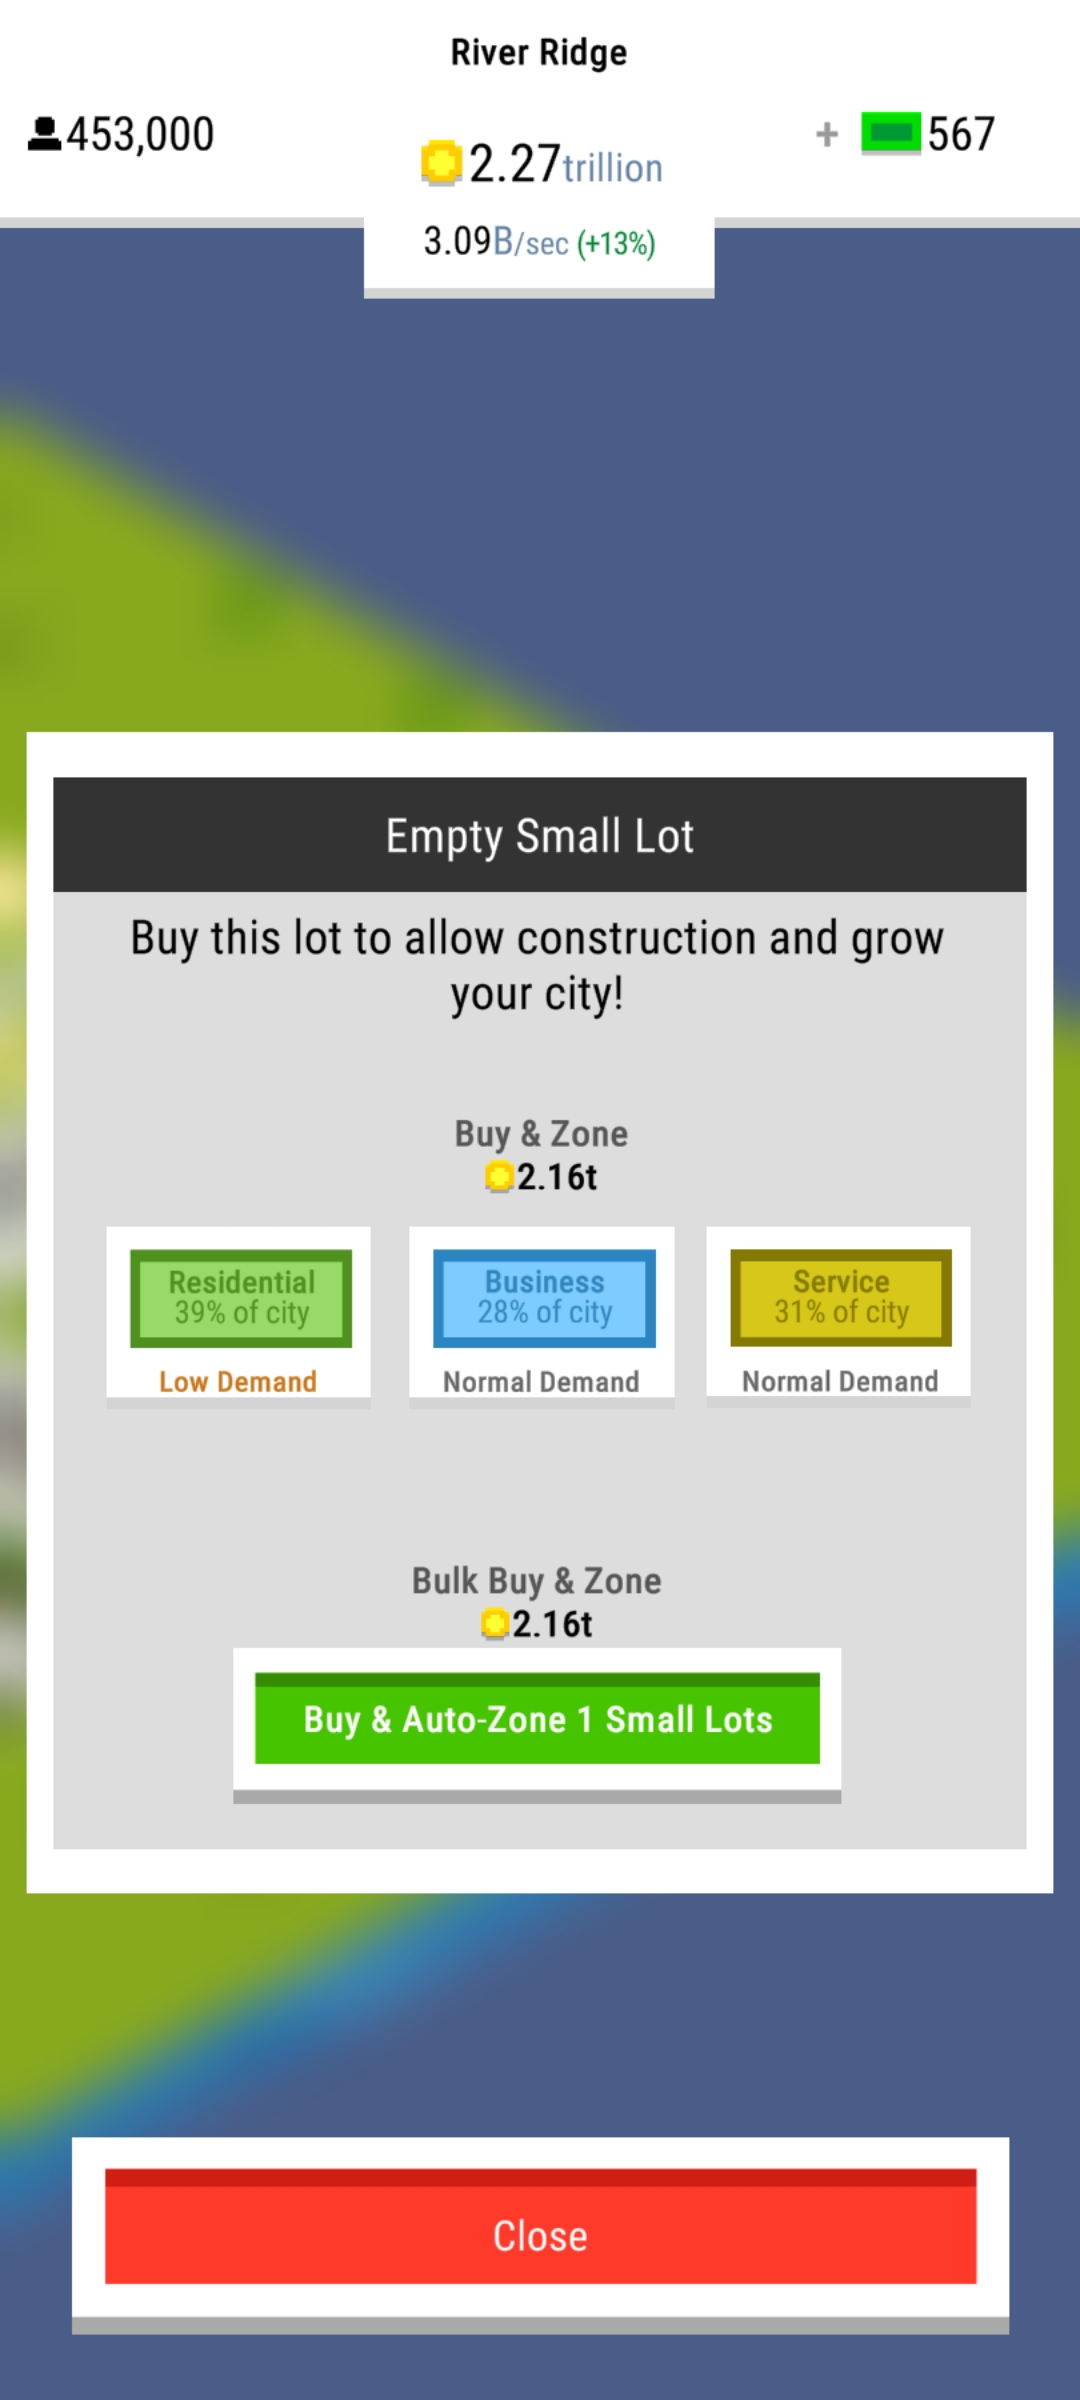 River Ridge
453,000
2.27trillion
+ 567
3.09B/sec (+13%)
Empty Small Lot
Buy this lot to allow construction and grow
your city!
Buy & Zone
2.16t
Residential
39% of city
Low Demand
Business
28% of city
Normal Demand
Service
31% of city
Normal Demand
Bulk Buy & Zone
2.16t
Buy & Auto-Zone 1 Small Lots
Close